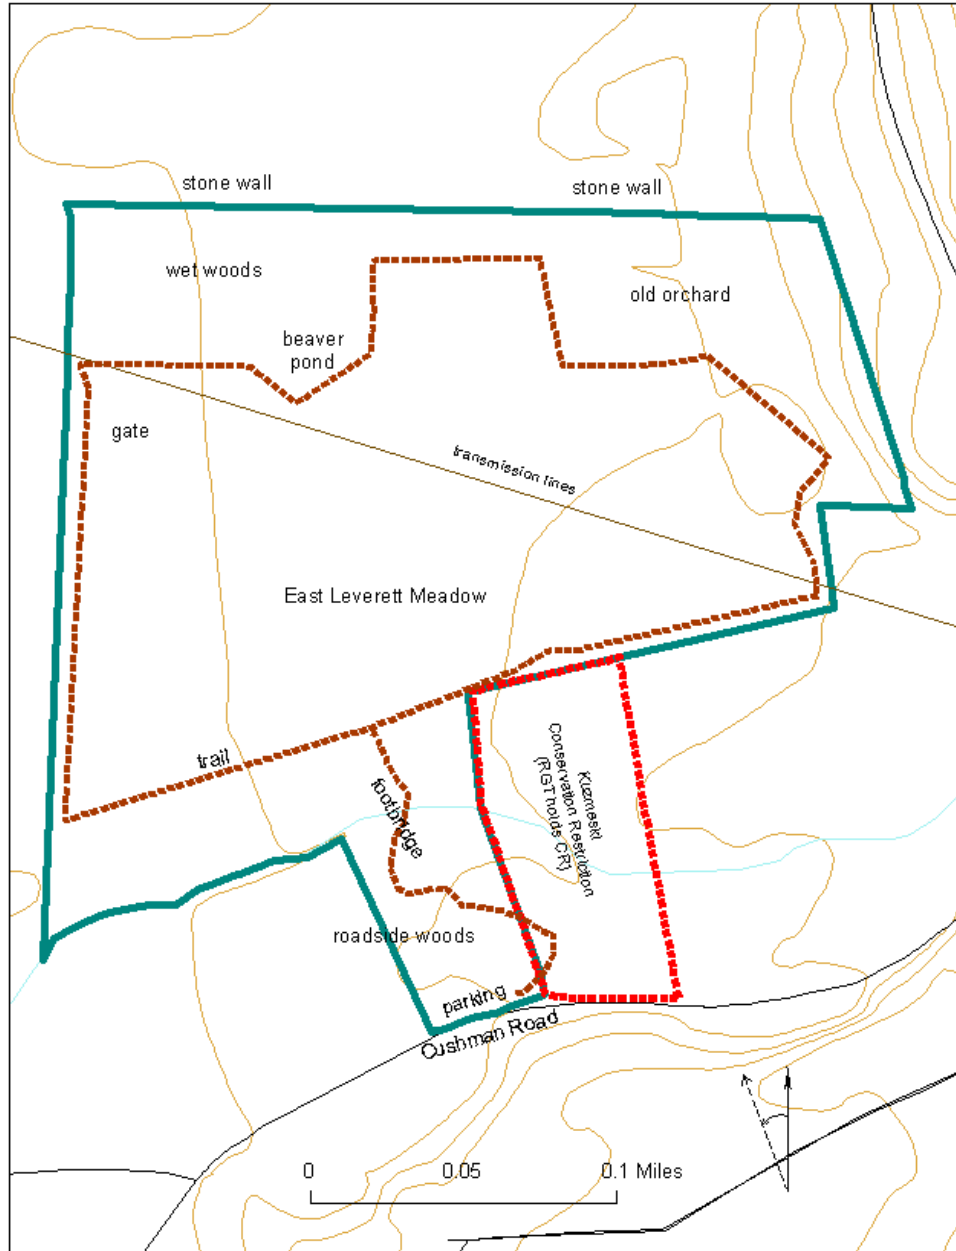 stone wall
stone wall
wet woods
old orchard
beaver
pond
gate
transmission lines
East Leverett Meadow
trail
footbridge
Kuzmeski
Conservation Restriction
(RGT holds CR)
roadside woods
parking
Cushman Road
0 0.05 0.1 Miles